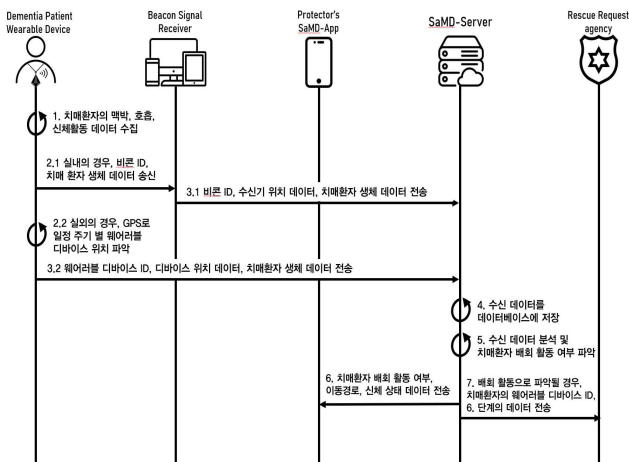 Dementia Patient
Wearable Device
Beacon Signal
Receiver
Protector's
SaMD-App
SaMD-Server
Rescue Request
agency
1. 치매환자의 맥박, 호흡,
신체활동 데이터 수집
2.1 실내의 경우, 비콘 ID,
치매 환자 생체 데이터 송신
3.1 비콘 ID, 수신기 위치 데이터, 치매환자 생체 데이터 전송
2.2 실외의 경우, GPS로
일정 주기 별 웨어러블
디바이스 위치 파악
3.2 웨어러블 디바이스 ID, 디바이스 위치 데이터, 치매환자 생체 데이터 전송
4. 수신 데이터를
데이터베이스에 저장
5. 수신 데이터 분석 및
치매환자 배회 활동 여부 파악
6. 치매환자 배회 활동 여부,
이동경로, 신체 상태 데이터 전송
7. 배회 활동으로 파악될 경우,
치매환자의 웨어러블 디바이스 ID,
6. 단계의 데이터 전송